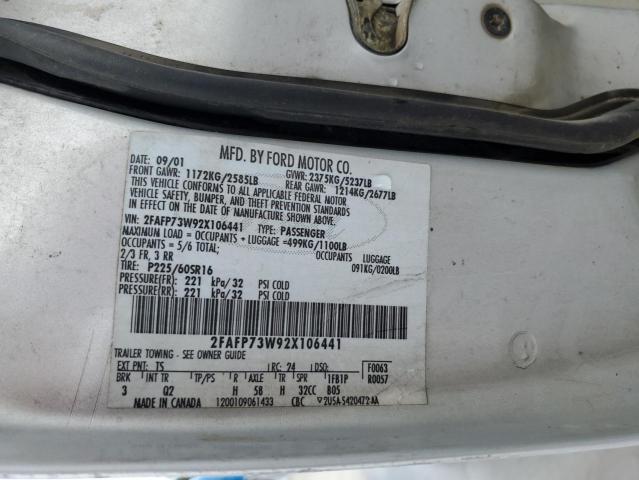 MFD. BY FORD MOTOR CO.
DATE: 09/01 GVWR: 2375KG/5237LB
FRONT GAWR: 1172KG/2585LB REAR GAWR: 1214KG/2677LB
THIS VEHICLE CONFORMS TO ALL APPLICABLE FEDERAL MOTOR
VEHICLE SAFETY, BUMPER, AND THEFT PREVENTION STANDARDS
IN EFFECT ON THE DATE OF MANUFACTURE SHOWN ABOVE.
VIN: 2FAFP73W92X106441 TYPE: PASSENGER
MAXIMUM LOAD = OCCUPANTS + LUGGAGE =499KG/1100LB
OCCUPANTS = 5/6 TOTAL OCCUPANTS LUGGAGE
2/3 FR, 3 RR 091KG/0200LB
TIRE: P225/60SR16
PRESSURE(FR): 221 kPa/32 PSI COLD
PRESSURE(RR): 221 kPa/32 PSI COLD
2FAFP73W92X106441
TRAILER TOWING - SEE OWNER GUIDE
EXT PNT: TS RC: 24 DSO: F0063
BRK INT TR TP/PS R AXLE TR SPR 1FB1P R0057
3 Q2 H 5B H 32CC B05
MADE IN CANADA 1200109061433 CBC 2U5A-5420472-AA